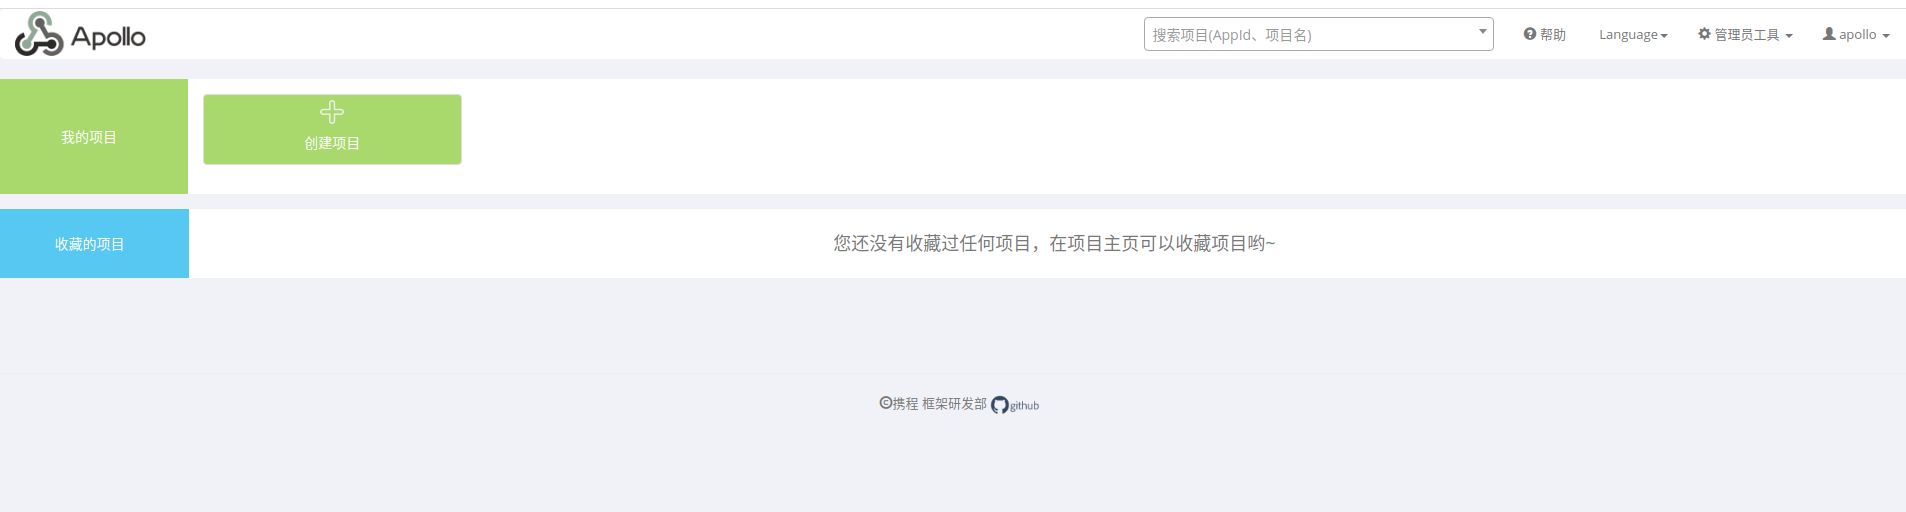 Apollo 搜索项目(AppId、项目名) 帮助 Language 管理员工具 apollo
我的项目
创建项目
收藏的项目
您还没有收藏过任何项目，在项目主页可以收藏项目哟~
©携程 框架研发部 github